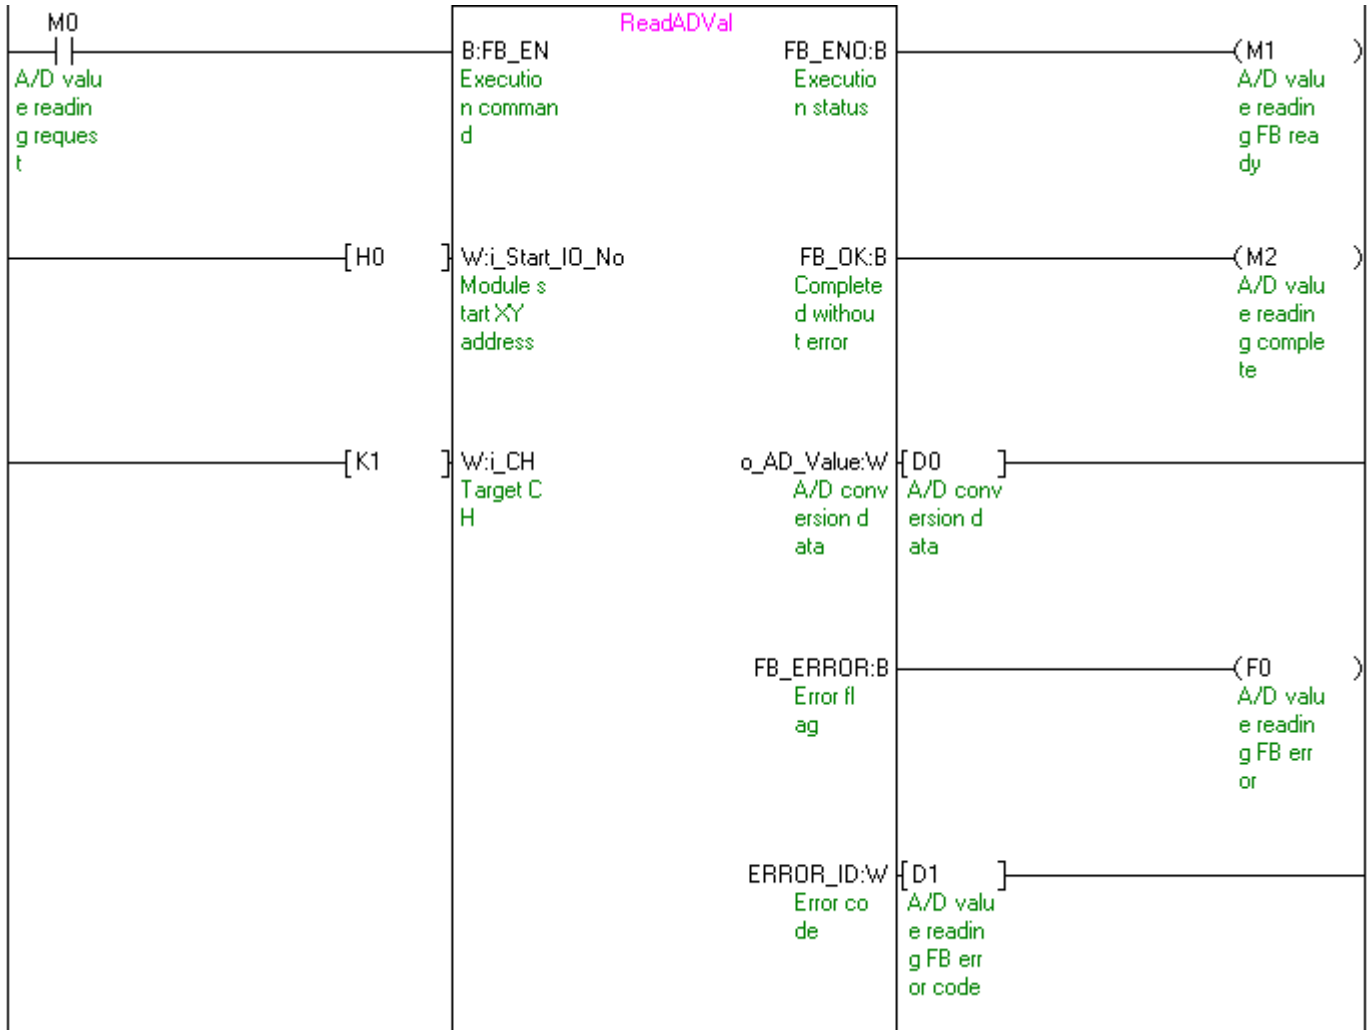 M0
ReadADVal
B:FB_EN
FB_ENO:B
(M1 )
A/D valu
e readin
g reques
t
Executio
n comman
d
Executio
n status
A/D valu
e readin
g FB rea
dy
[H0 ]
W:i_Start_IO_No
FB_OK:B
(M2 )
Module s
tart XY
address
Complete
d withou
t error
A/D valu
e readin
g comple
te
[K1 ]
W:i_CH
o_AD_Value:W
[D0 ]
Target C
H
A/D conv
ersion d
ata
A/D conv
ersion d
ata
FB_ERROR:B
(F0 )
Error fl
ag
A/D valu
e readin
g FB err
or
ERROR_ID:W
[D1 ]
Error co
de
A/D valu
e readin
g FB err
or code